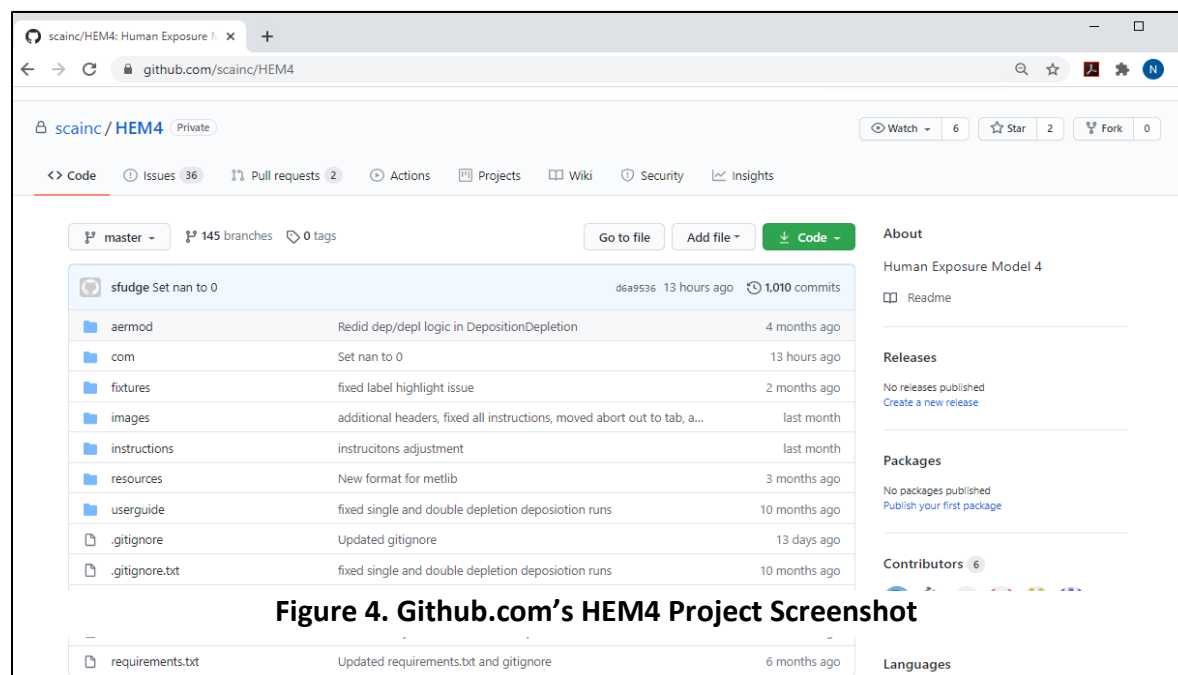 scainc/HEM4: Human Exposure M
github.com/scainc/HEM4
N
scainc / HEM4 Private
Watch 6 Star 2 Fork 0
Code Issues 36 Pull requests 2 Actions Projects Wiki Security Insights
master 145 branches 0 tags Go to file Add file Code
sfudge Set nan to 0 d6a9536 13 hours ago 1,010 commits
aermod Redid dep/depl logic in DepositionDepletion 4 months ago
com Set nan to 0 13 hours ago
fixtures fixed label highlight issue 2 months ago
images additional headers, fixed all instructions, moved abort out to tab, a... last month
instructions instrucitons adjustment last month
resources New format for metlib 3 months ago
userguide fixed single and double depletion deposiotion runs 10 months ago
.gitignore Updated gitignore 13 days ago
.gitignore.txt fixed single and double depletion deposiotion runs 10 months ago
requirements.txt Updated requirements.txt and gitignore 6 months ago
About
Human Exposure Model 4
Readme
Releases
No releases published
Create a new release
Packages
No packages published
Publish your first package
Contributors 6
Languages
Figure 4. Github.com’s HEM4 Project Screenshot